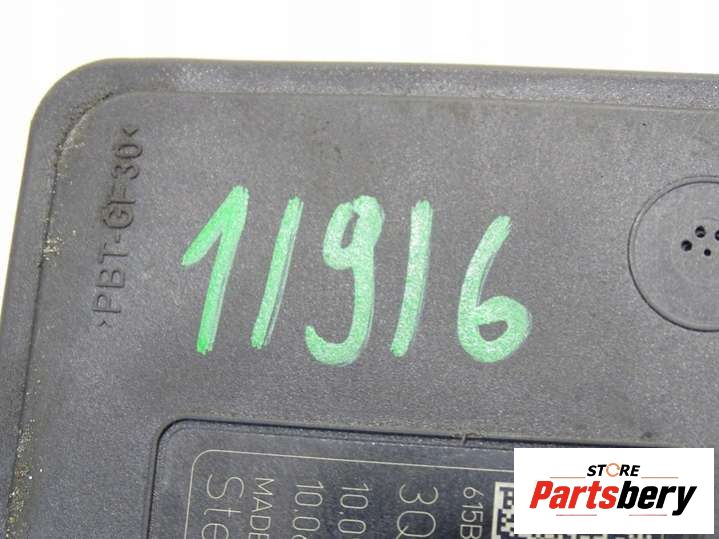 >PBT-GF30<
11916
615B
3Q
10.0
10.0
MADE
Ste
STORE
Partsbery